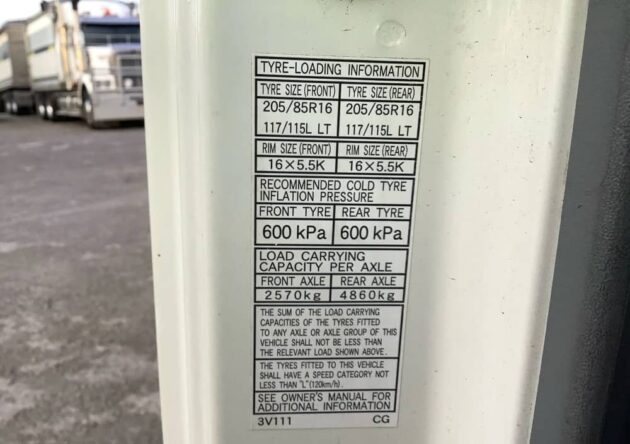 TYRE-LOADING INFORMATION
TYRE SIZE (FRONT) TYRE SIZE (REAR)
205/85R16 205/85R16
117/115L LT 117/115L LT
RIM SIZE (FRONT) RIM SIZE (REAR)
16×5.5K 16×5.5K
RECOMMENDED COLD TYRE
INFLATION PRESSURE
FRONT TYRE REAR TYRE
600 kPa 600 kPa
LOAD CARRYING
CAPACITY PER AXLE
FRONT AXLE REAR AXLE
2570kg 4860kg
THE SUM OF THE LOAD CARRYING
CAPACITIES OF THE TYRES FITTED
TO ANY AXLE OR AXLE GROUP OF THIS
VEHICLE SHALL NOT BE LESS THAN
THE RELEVANT LOAD SHOWN ABOVE.
THE TYRES FITTED TO THIS VEHICLE
SHALL HAVE A SPEED CATEGORY NOT
LESS THAN "L"(120km/h).
SEE OWNER'S MANUAL FOR
ADDITIONAL INFORMATION
3V111 CG